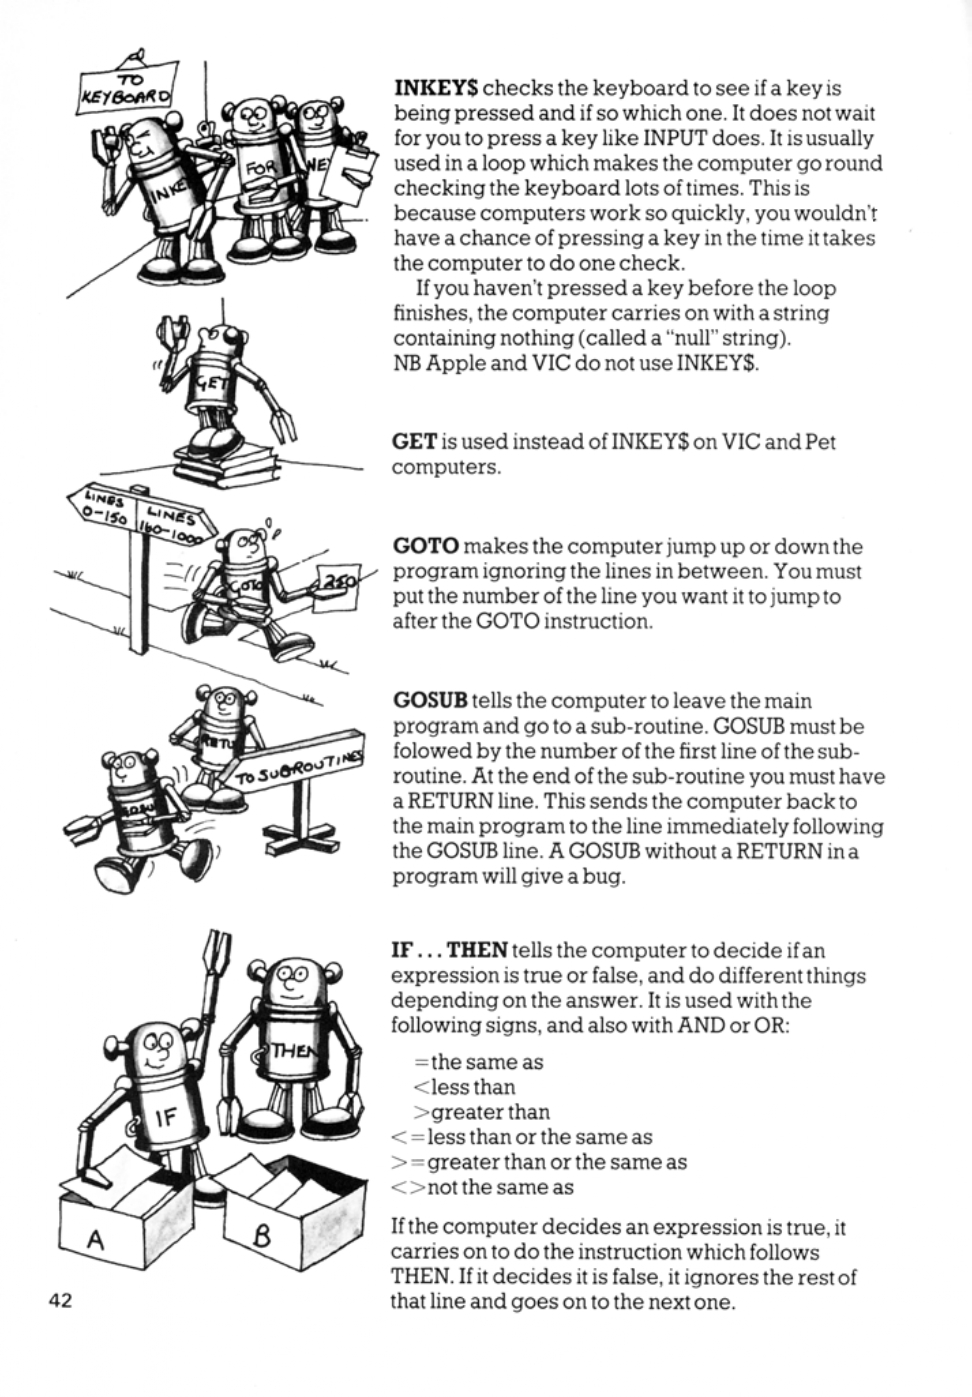 TO
KEYBOARD
INKE
FOR
NEX
INKEY$ checks the keyboard to see if a key is
being pressed and if so which one. It does not wait
for you to press a key like INPUT does. It is usually
used in a loop which makes the computer go round
checking the keyboard lots of times. This is
because computers work so quickly, you wouldn't
have a chance of pressing a key in the time it takes
the computer to do one check.
If you haven't pressed a key before the loop
finishes, the computer carries on with a string
containing nothing (called a "null" string).
NB Apple and VIC do not use INKEY$.
GET
GET is used instead of INKEY$ on VIC and Pet
computers.
LINES
0-150
LINES
160-1000
GOTO
250
GOTO makes the computer jump up or down the
program ignoring the lines in between. You must
put the number of the line you want it to jump to
after the GOTO instruction.
RETU
TO SUBROUTINES
GOSU
GOSUB tells the computer to leave the main
program and go to a sub-routine. GOSUB must be
folowed by the number of the first line of the sub-
routine. At the end of the sub-routine you must have
a RETURN line. This sends the computer back to
the main program to the line immediately following
the GOSUB line. A GOSUB without a RETURN in a
program will give a bug.
THEN
IF
A
B
IF . . . THEN tells the computer to decide if an
expression is true or false, and do different things
depending on the answer. It is used with the
following signs, and also with AND or OR:
=the same as
<less than
>greater than
<=less than or the same as
>=greater than or the same as
<>not the same as
If the computer decides an expression is true, it
carries on to do the instruction which follows
THEN. If it decides it is false, it ignores the rest of
that line and goes on to the next one.
42